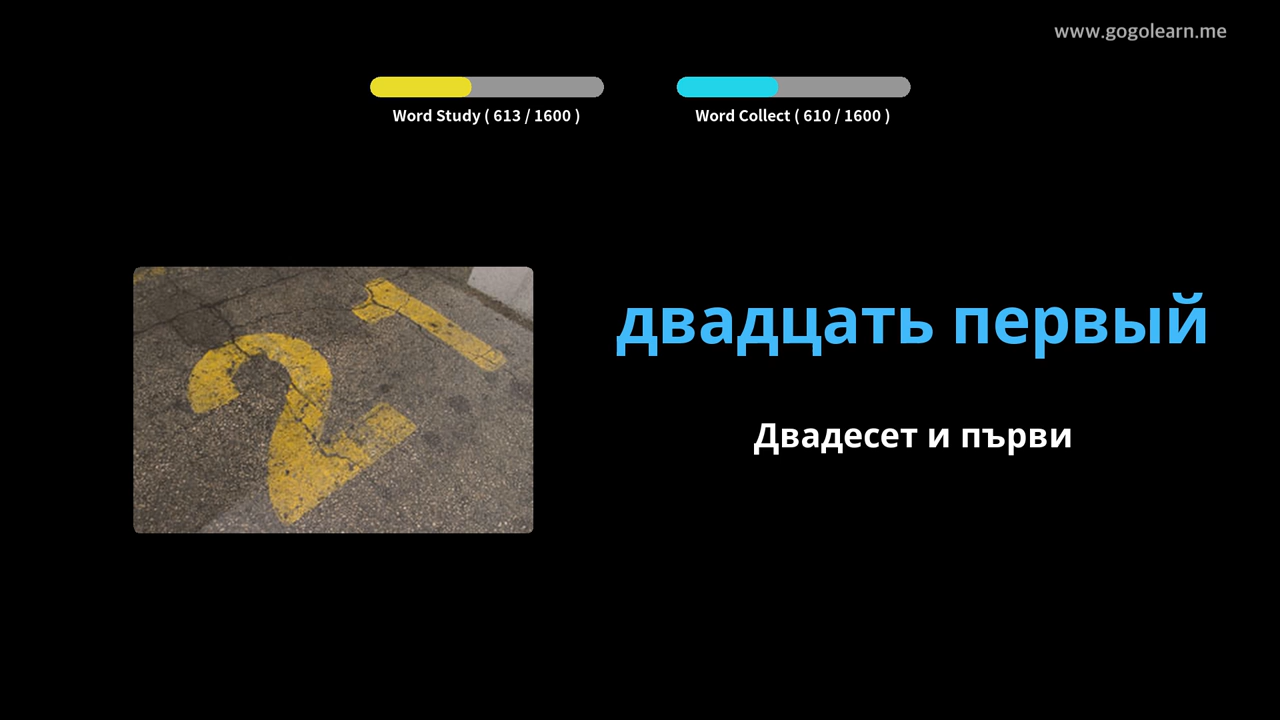 www.gogolearn.me
Word Study ( 613 / 1600 )
Word Collect ( 610 / 1600 )
21
двадцать первый
Двадесет и първи